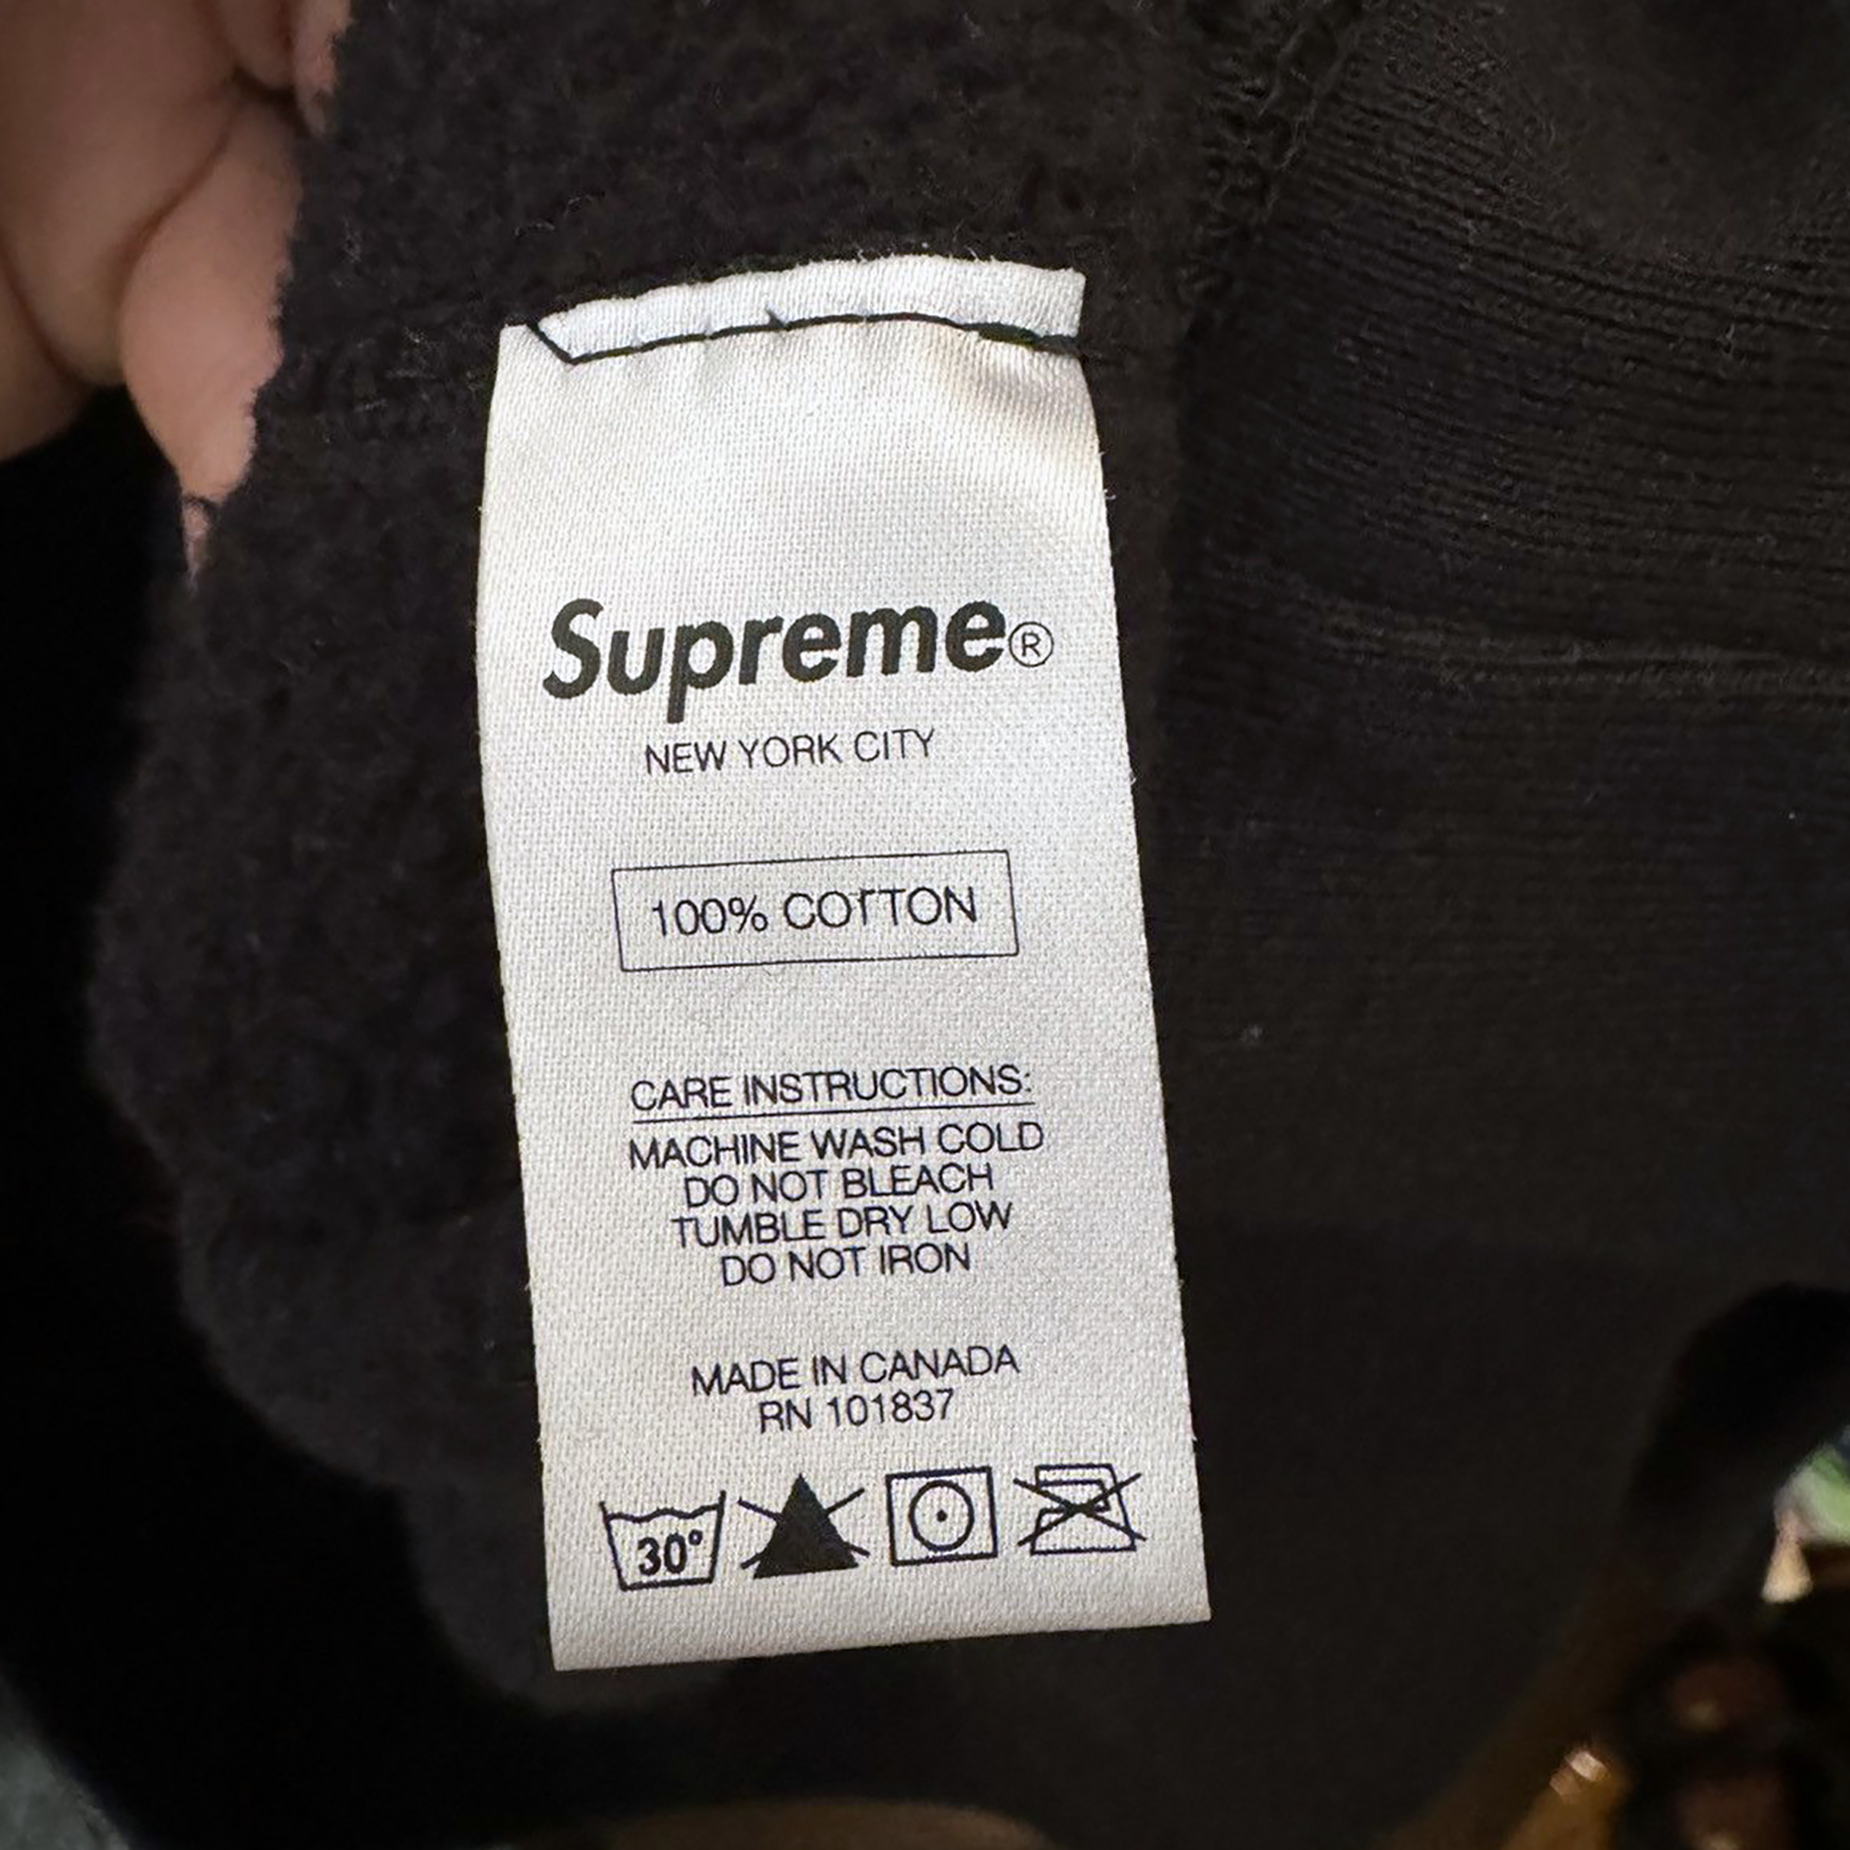 Supreme®
NEW YORK CITY
100% COTTON
CARE INSTRUCTIONS:
MACHINE WASH COLD
DO NOT BLEACH
TUMBLE DRY LOW
DO NOT IRON
MADE IN CANADA
RN 101837
30°